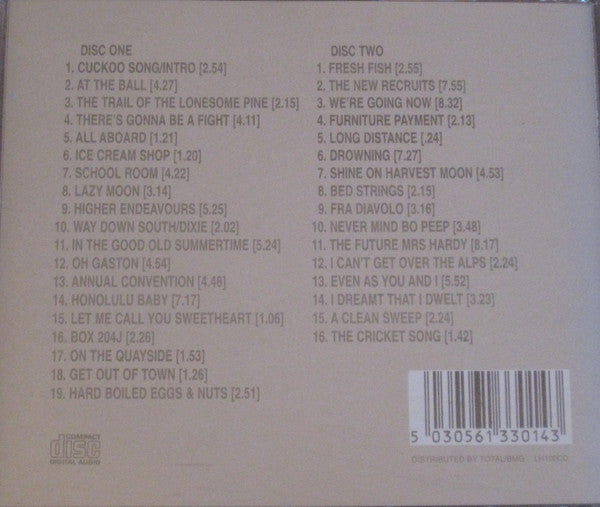 DISC ONE
1. CUCKOO SONG/INTRO [2.54]
2. AT THE BALL [4.27]
3. THE TRAIL OF THE LONESOME PINE [2.15]
4. THERE'S GONNA BE A FIGHT [4.11]
5. ALL ABOARD [1.21]
6. ICE CREAM SHOP [1.20]
7. SCHOOL ROOM [4.22]
8. LAZY MOON [3.14]
9. HIGHER ENDEAVOURS [5.25]
10. WAY DOWN SOUTH/DIXIE [2.02]
11. IN THE GOOD OLD SUMMERTIME [5.24]
12. OH GASTON [4.54]
13. ANNUAL CONVENTION [4.48]
14. HONOLULU BABY [7.17]
15. LET ME CALL YOU SWEETHEART [1.06]
16. BOX 204J [2.26]
17. ON THE QUAYSIDE [1.53]
18. GET OUT OF TOWN [1.26]
19. HARD BOILED EGGS & NUTS [2.51]
DISC TWO
1. FRESH FISH [2.55]
2. THE NEW RECRUITS [7.55]
3. WE'RE GOING NOW [8.32]
4. FURNITURE PAYMENT [2.13]
5. LONG DISTANCE [.24]
6. DROWNING [7.27]
7. SHINE ON HARVEST MOON [4.53]
8. BED STRINGS [2.15]
9. FRA DIAVOLO [3.16]
10. NEVER MIND BO PEEP [3.48]
11. THE FUTURE MRS HARDY [8.17]
12. I CAN'T GET OVER THE ALPS [2.24]
13. EVEN AS YOU AND I [5.52]
14. I DREAMT THAT I DWELT [3.23]
15. A CLEAN SWEEP [2.24]
16. THE CRICKET SONG [1.42]
COMPACT
disc
DIGITAL AUDIO
5 030561 330143
DISTRIBUTED BY TOTAL/BMG LH100CD